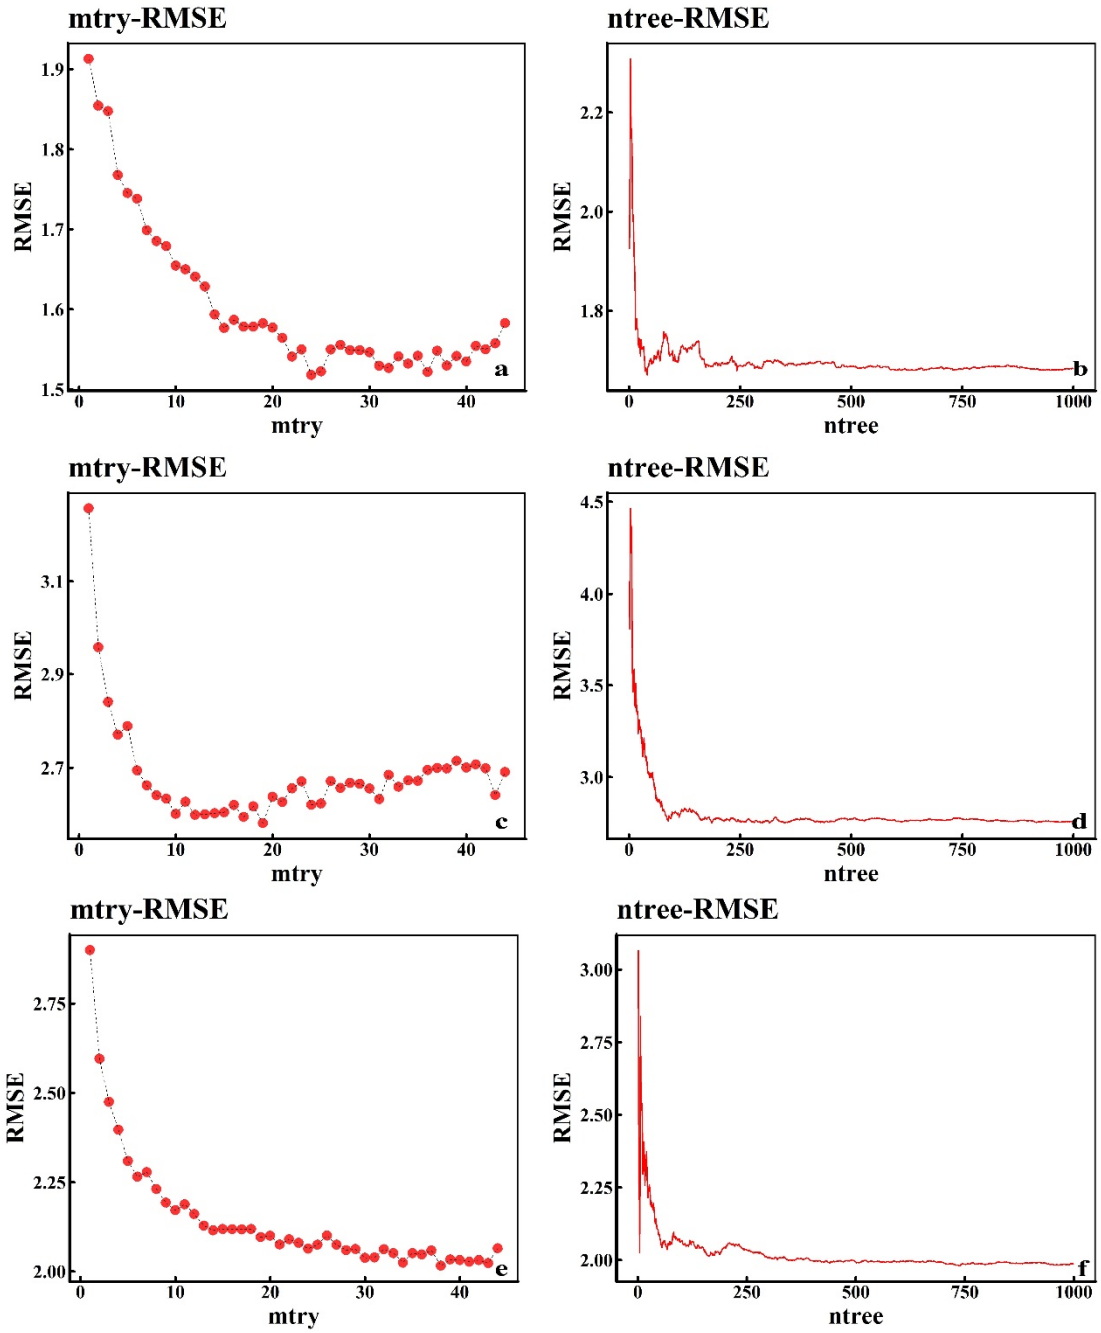 mtry-RMSE
1.9
1.8
1.7
1.6
1.5
RMSE
0
10
20
30
40
mtry
a
ntree-RMSE
2.2
2.0
1.8
RMSE
0
250
500
750
1000
ntree
b
mtry-RMSE
3.1
2.9
2.7
RMSE
0
10
20
30
40
mtry
c
ntree-RMSE
4.5
4.0
3.5
3.0
RMSE
0
250
500
750
1000
ntree
d
mtry-RMSE
2.75
2.50
2.25
2.00
RMSE
0
10
20
30
40
mtry
e
ntree-RMSE
3.00
2.75
2.50
2.25
2.00
RMSE
0
250
500
750
1000
ntree
f